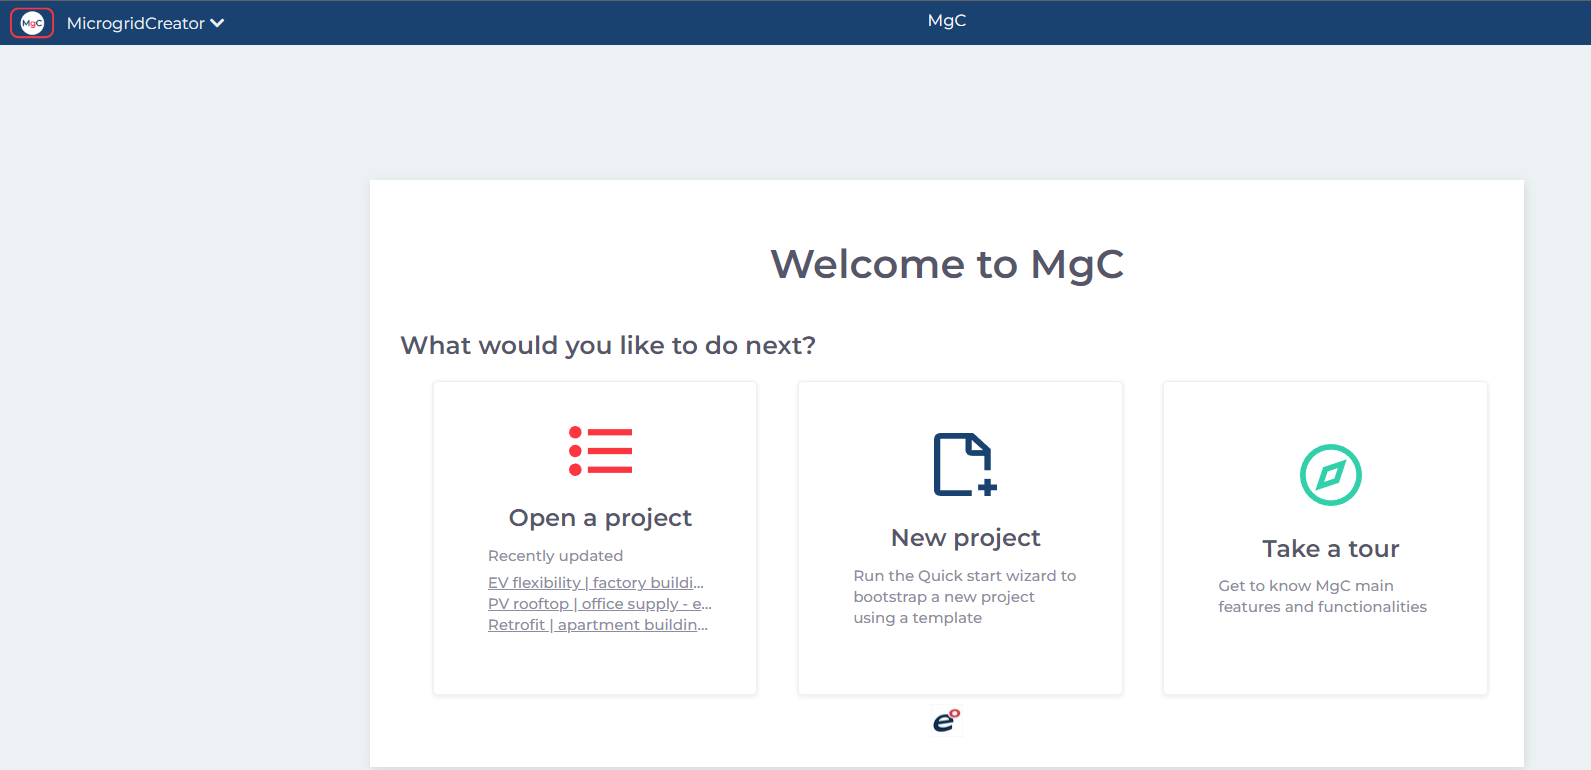 MgC
MicrogridCreator
MgC
Welcome to MgC
What would you like to do next?
Open a project
Recently updated
EV flexibility | factory buildi...
PV rooftop | office supply - e...
Retrofit | apartment buildin...
New project
Run the Quick start wizard to
bootstrap a new project
using a template
Take a tour
Get to know MgC main
features and functionalities
e